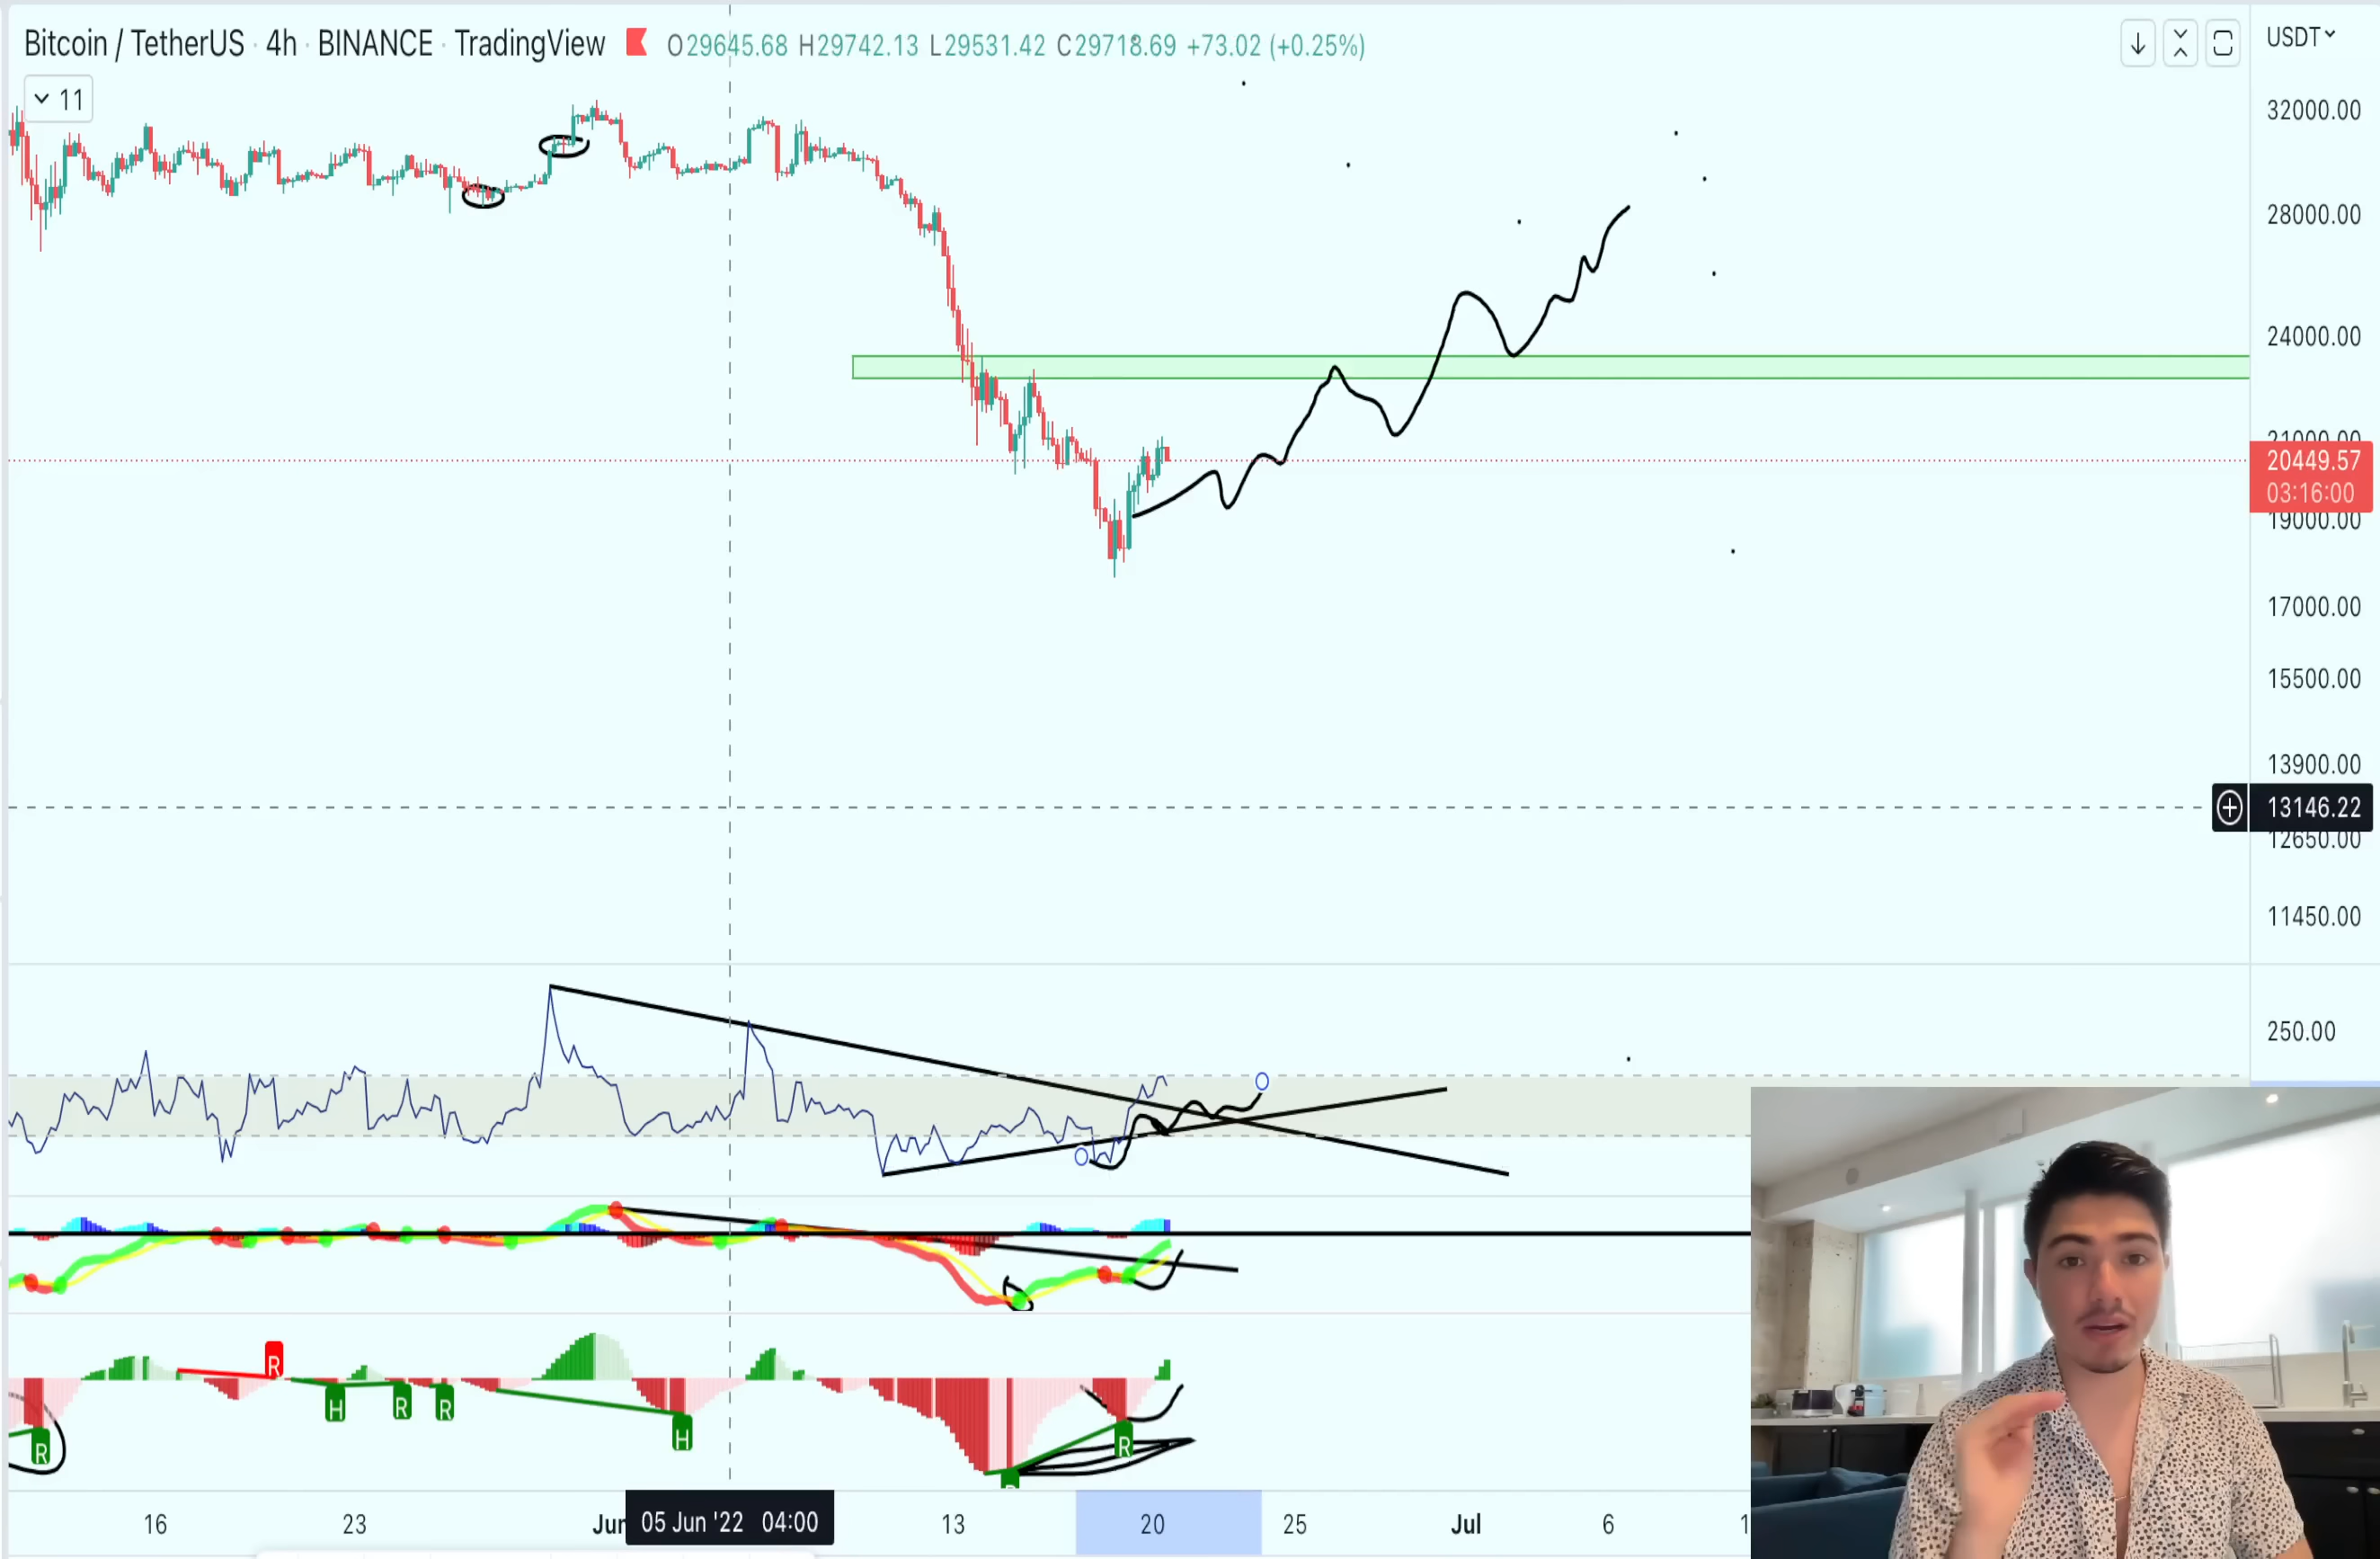 Bitcoin / TetherUS · 4h · BINANCE · TradingView O29645.68 H29742.13 L29531.42 C29718.69 +73.02 (+0.25%)
USDT
11
32000.00
28000.00
24000.00
21000.00
20449.57
03:16:00
19000.00
17000.00
15500.00
13900.00
13146.22
12650.00
11450.00
250.00
R
H R R
H
R
R
16 23 Jun 05 Jun '22 04:00 13 20 25 Jul 6